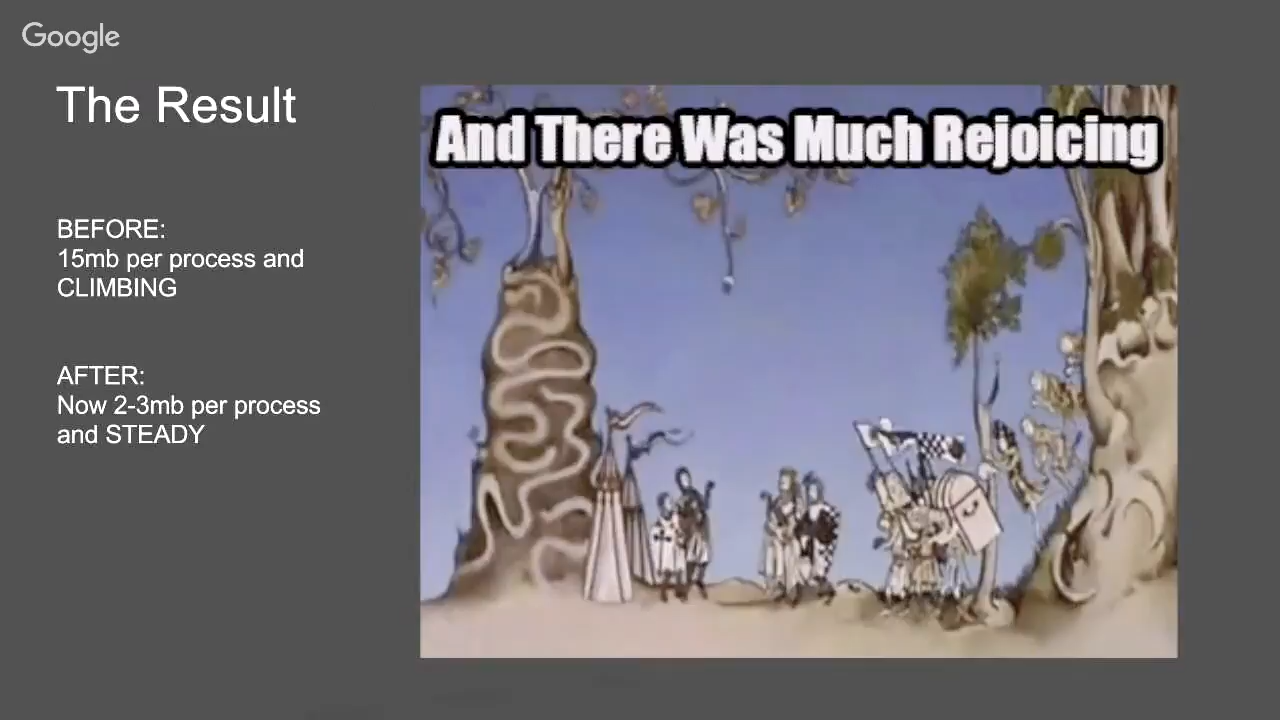 Google
The Result
And There Was Much Rejoicing
BEFORE:
15mb per process and
CLIMBING
AFTER:
Now 2-3mb per process
and STEADY